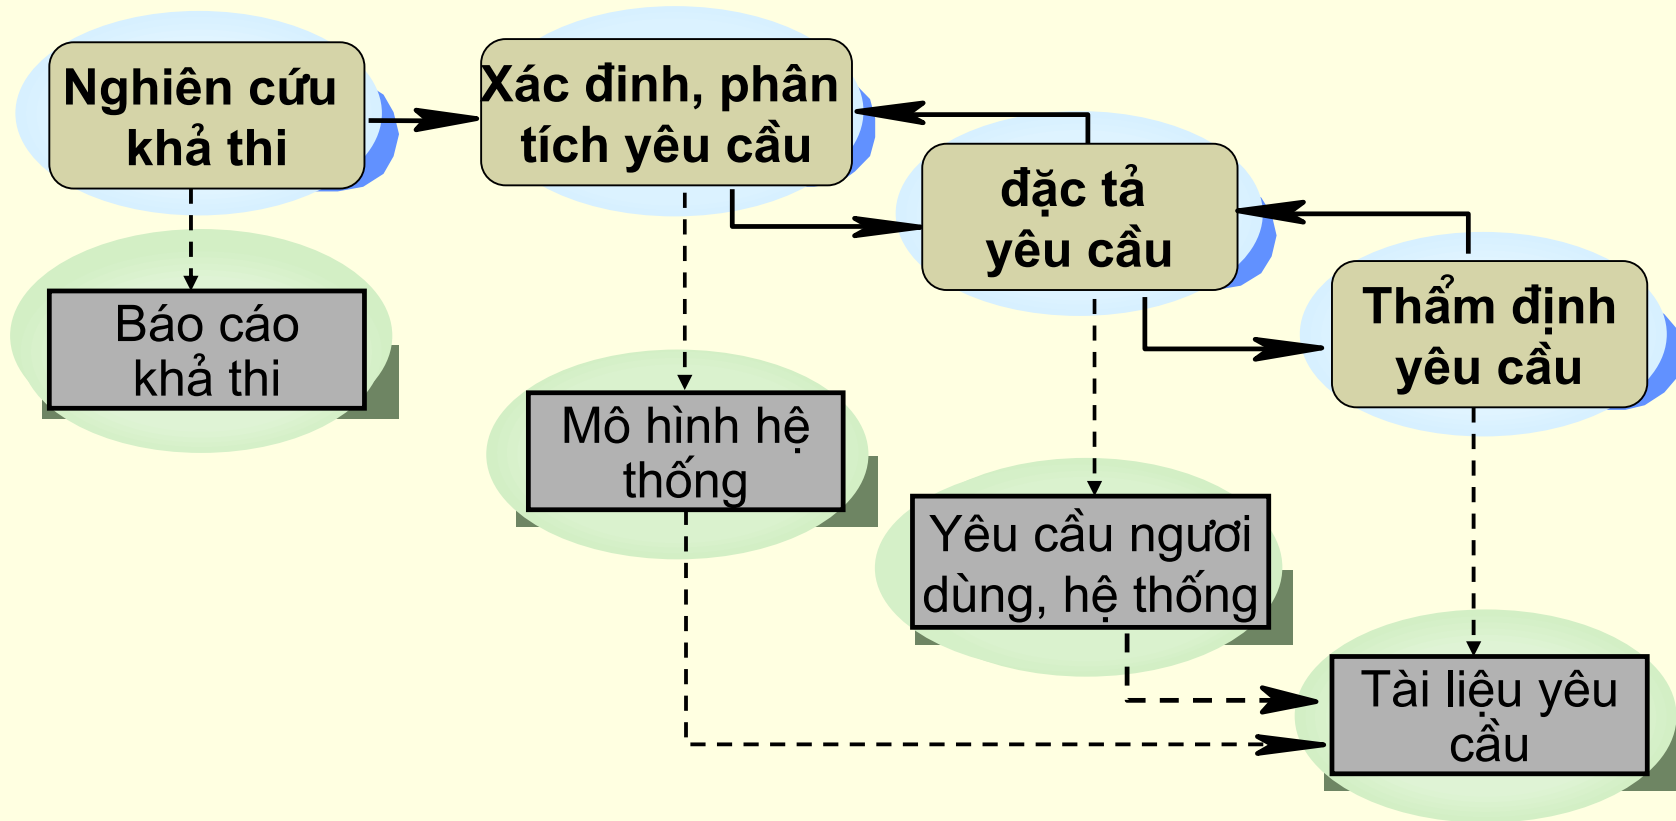 Nghiên cứu
khả thi
Xác đinh, phân
tích yêu cầu
đặc tả
yêu cầu
Thẩm định
yêu cầu
Báo cáo
khả thi
Mô hình hệ
thống
Yêu cầu ngươi
dùng, hệ thống
Tài liệu yêu
cầu